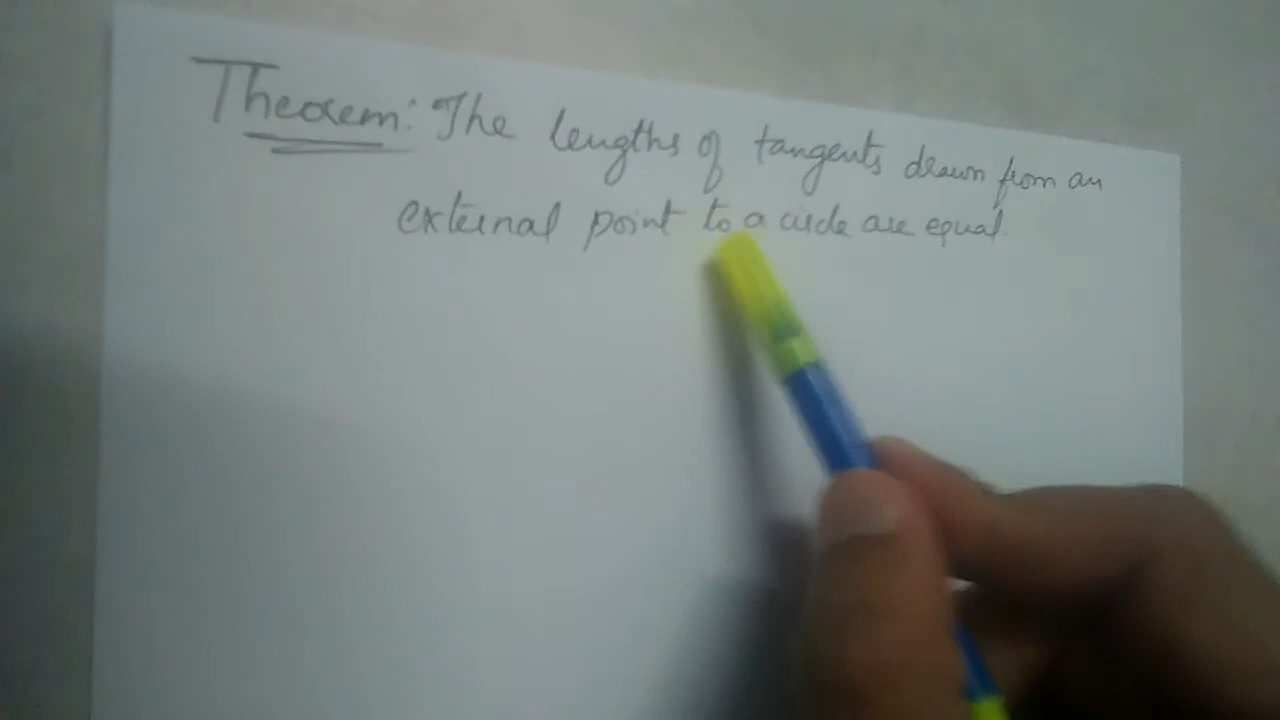 Theorem: The lengths of tangents drawn from an
external point to a circle are equal.